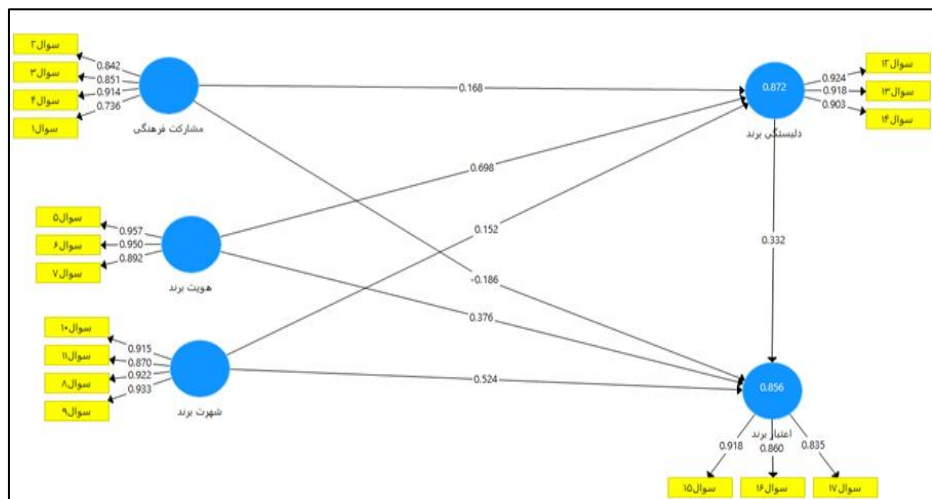 سوال۲
سوال۳
سوال۴
سوال۱
0.842
0.851
0.914
0.736
مشارکت فرهنگی
0.168
0.872
دلبستگی برند
0.924
0.918
0.903
سوال۱۲
سوال۱۳
سوال۱۴
0.698
سوال۵
سوال۶
سوال۷
0.957
0.950
0.892
هویت برند
0.152
0.332
-0.186
0.376
سوال۱۰
سوال۱۱
سوال۸
سوال۹
0.915
0.870
0.922
0.933
شهرت برند
0.524
0.856
اعتبار برند
0.918
0.860
0.835
سوال۱۵
سوال۱۶
سوال۱۷